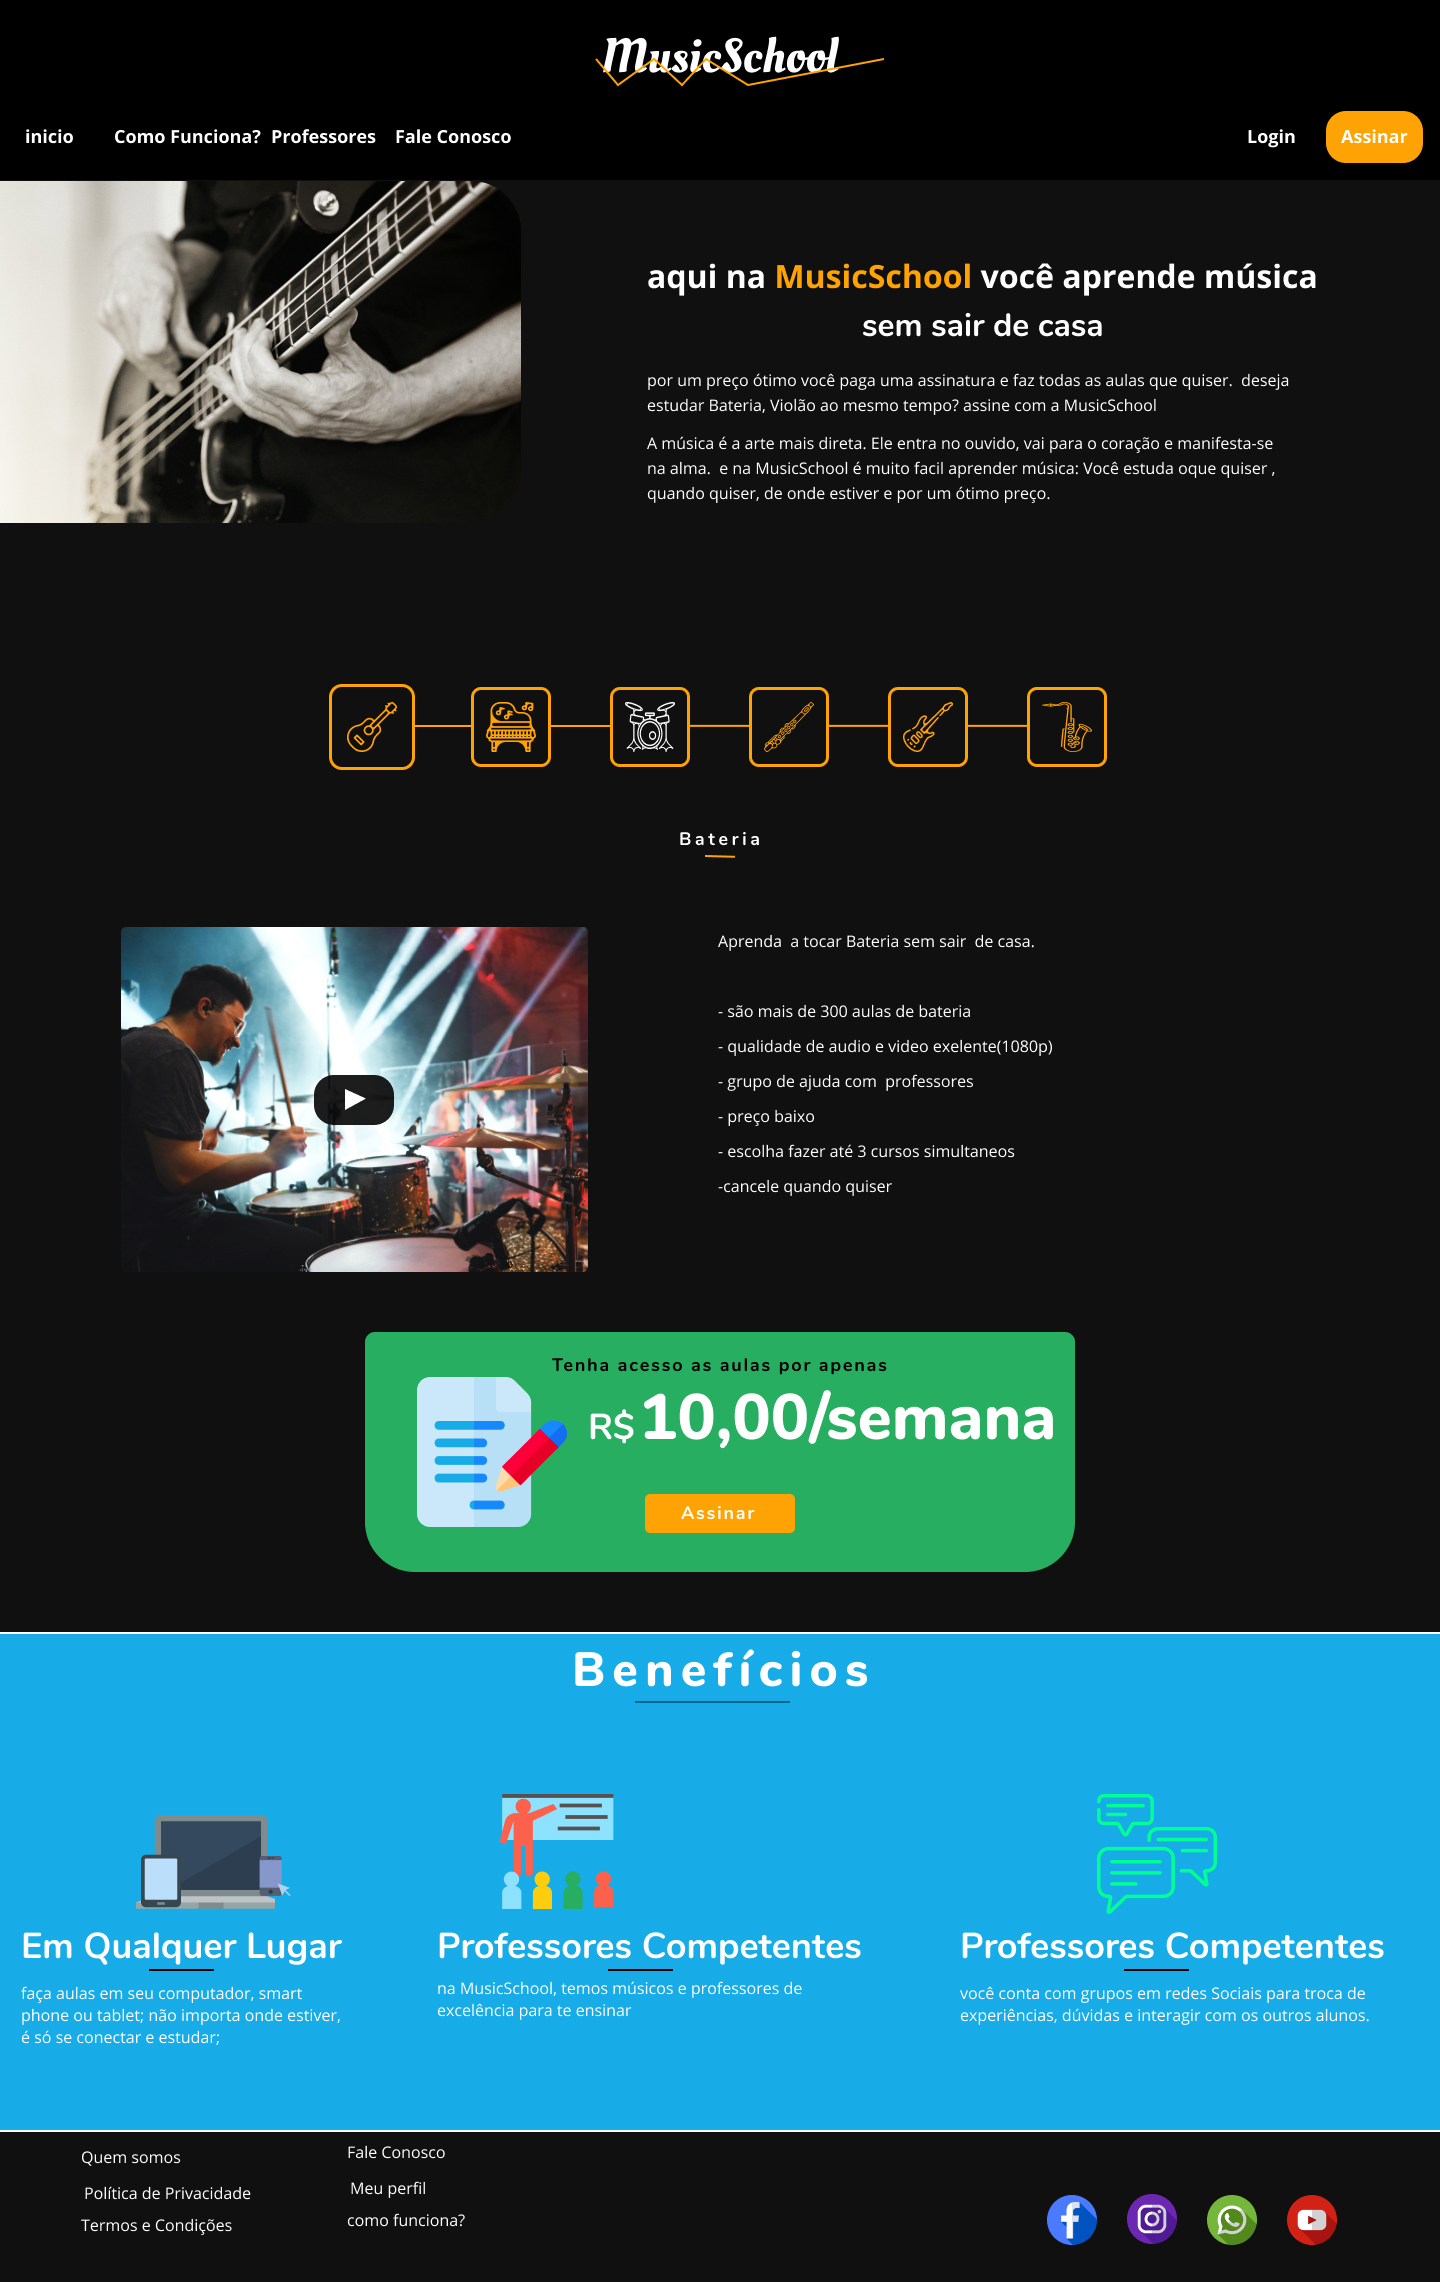 MusicSchool
inicio Como Funciona? Professores Fale Conosco Login Assinar
aqui na MusicSchool você aprende música
sem sair de casa
por um preço ótimo você paga uma assinatura e faz todas as aulas que quiser. deseja
estudar Bateria, Violão ao mesmo tempo? assine com a MusicSchool
A música é a arte mais direta. Ele entra no ouvido, vai para o coração e manifesta-se
na alma. e na MusicSchool é muito facil aprender música: Você estuda oque quiser ,
quando quiser, de onde estiver e por um ótimo preço.
Bateria
Aprenda a tocar Bateria sem sair de casa.
- são mais de 300 aulas de bateria
- qualidade de audio e video exelente(1080p)
- grupo de ajuda com professores
- preço baixo
- escolha fazer até 3 cursos simultaneos
-cancele quando quiser
Tenha acesso as aulas por apenas
R$ 10,00/semana
Assinar
Benefícios
Em Qualquer Lugar
faça aulas em seu computador, smart
phone ou tablet; não importa onde estiver,
é só se conectar e estudar;
Professores Competentes
na MusicSchool, temos músicos e professores de
excelência para te ensinar
Professores Competentes
você conta com grupos em redes Sociais para troca de
experiências, dúvidas e interagir com os outros alunos.
Quem somos
Política de Privacidade
Termos e Condições
Fale Conosco
Meu perfil
como funciona?